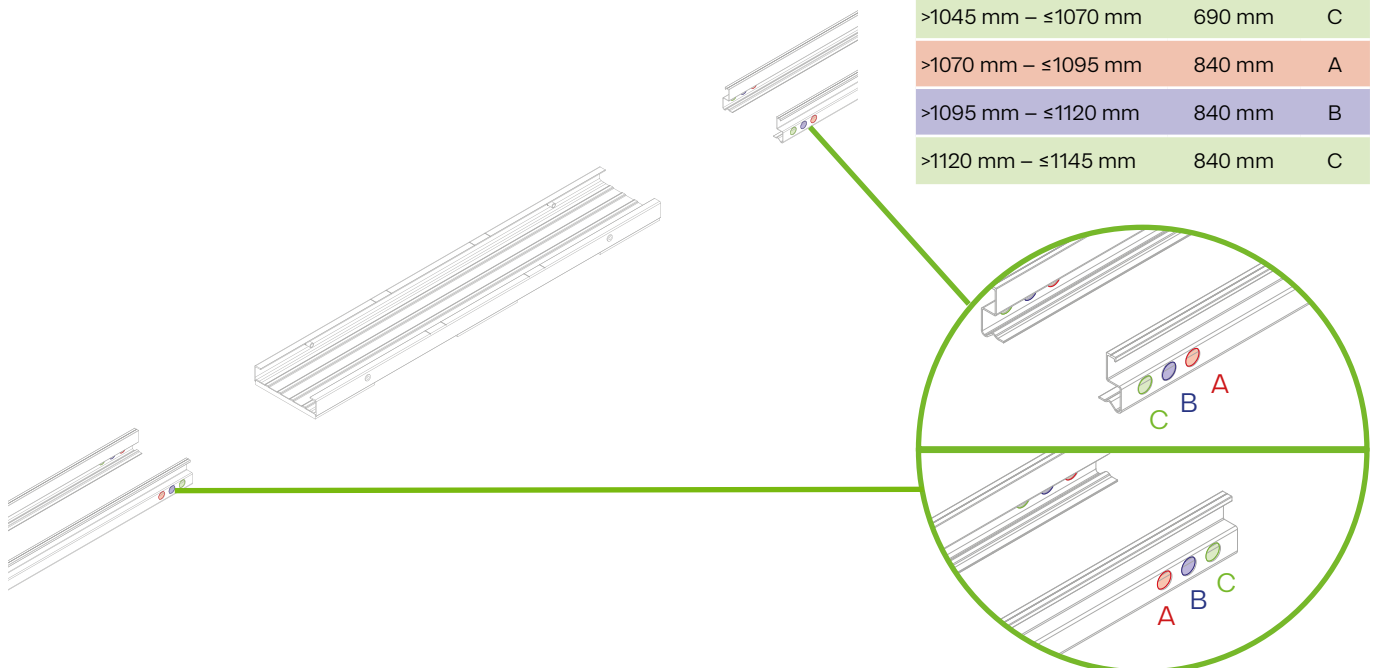 >1045 mm – ≤1070 mm 690 mm C
>1070 mm – ≤1095 mm 840 mm A
>1095 mm – ≤1120 mm 840 mm B
>1120 mm – ≤1145 mm 840 mm C
A
B
C
C
B
A